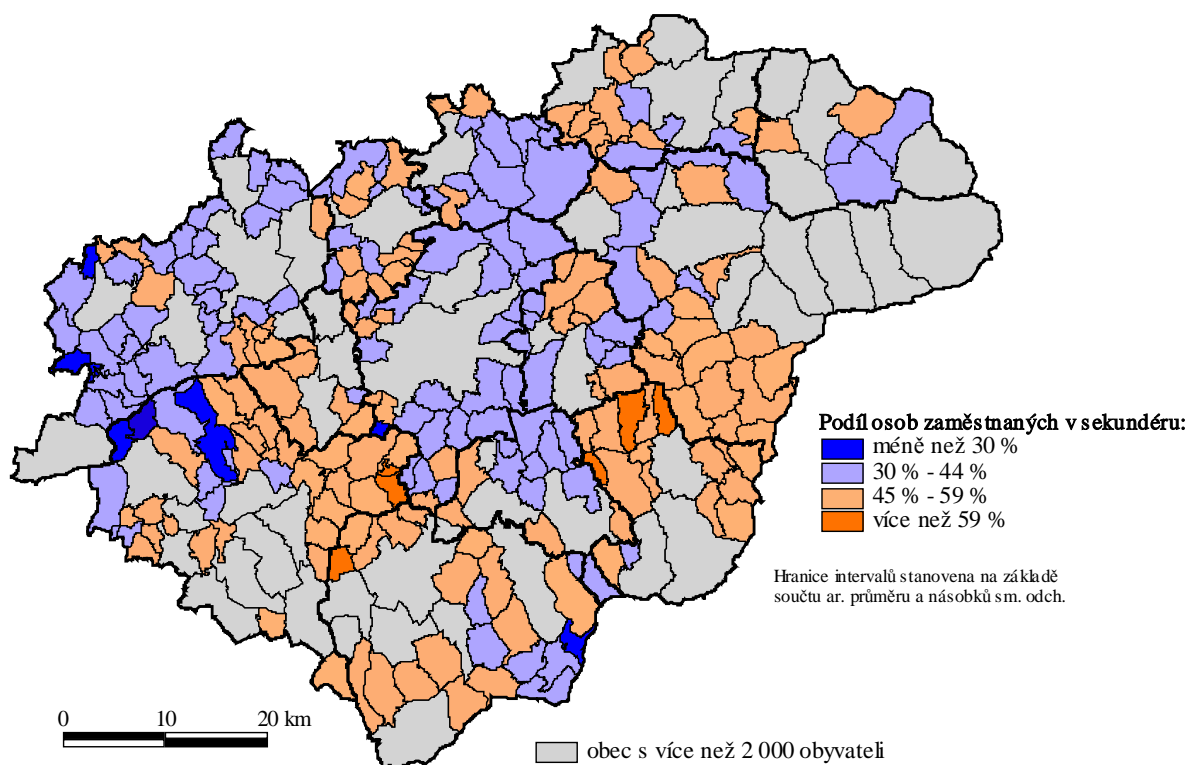 Podíl osob zaměstnaných v sekundéru:
méně než 30 %
30 % - 44 %
45 % - 59 %
více než 59 %
Hranice intervalů stanovena na základě
součtu ar. průměru a násobků sm. odch.
0 10 20 km
obec s více než 2 000 obyvateli